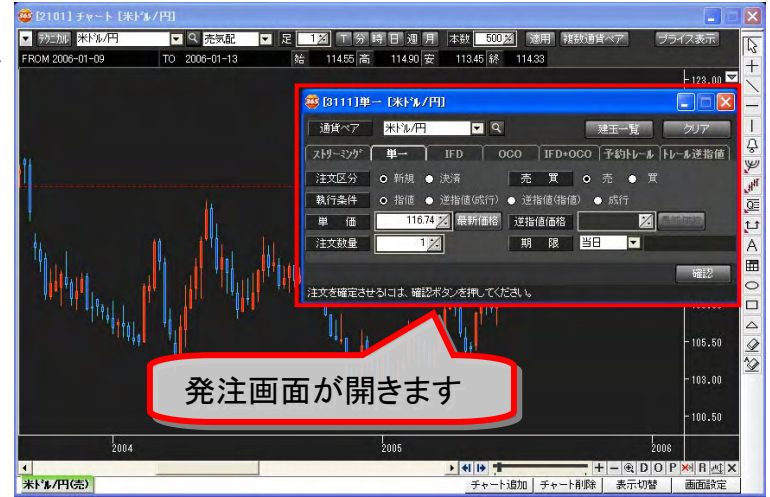 [2101] チャート [米ドル/円]
テクニカル 米ドル/円 売気配 足 1分 T 分 時 日 週 月 本数 500本 適用 複数通貨ペア プライス表示
FROM 2006-01-09 TO 2006-01-13 始 114.55 高 114.90 安 113.45 終 114.33
123.00
[3111]単一 [米ドル/円]
通貨ペア 米ドル/円 建玉一覧 クリア
ストリーミング 単一 IFD OCO IFD+OCO 予約トレール トレール逆指値
注文区分 新規 決済 売 買 売 買
執行条件 指値 逆指値(成行) 逆指値(指値) 成行
単 価 116.74 最新価格 逆指値価格
注文数量 1 期 限 当日
確認
注文を確定させるには、確認ボタンを押してください。
105.50
発注画面が開きます
103.00
100.50
2004 2005 2006
D O P R
米ドル/円(売) チャート追加 チャート削除 表示切替 画面設定